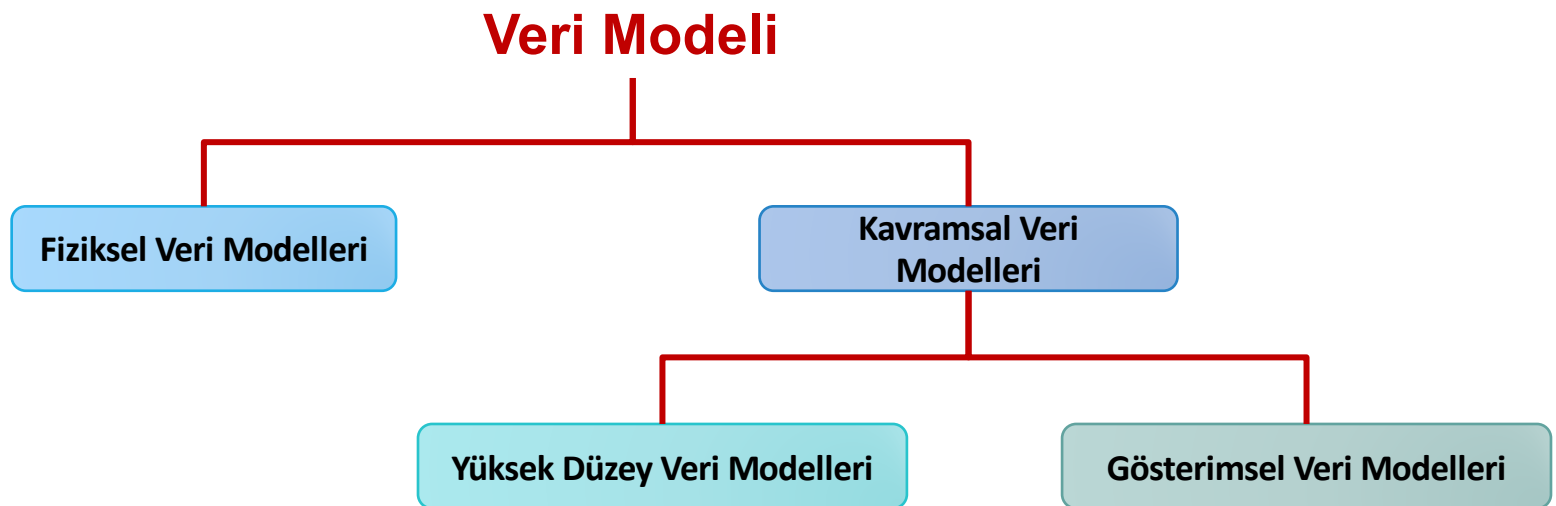 Veri Modeli
Fiziksel Veri Modelleri
Kavramsal Veri
Modelleri
Yüksek Düzey Veri Modelleri
Gösterimsel Veri Modelleri